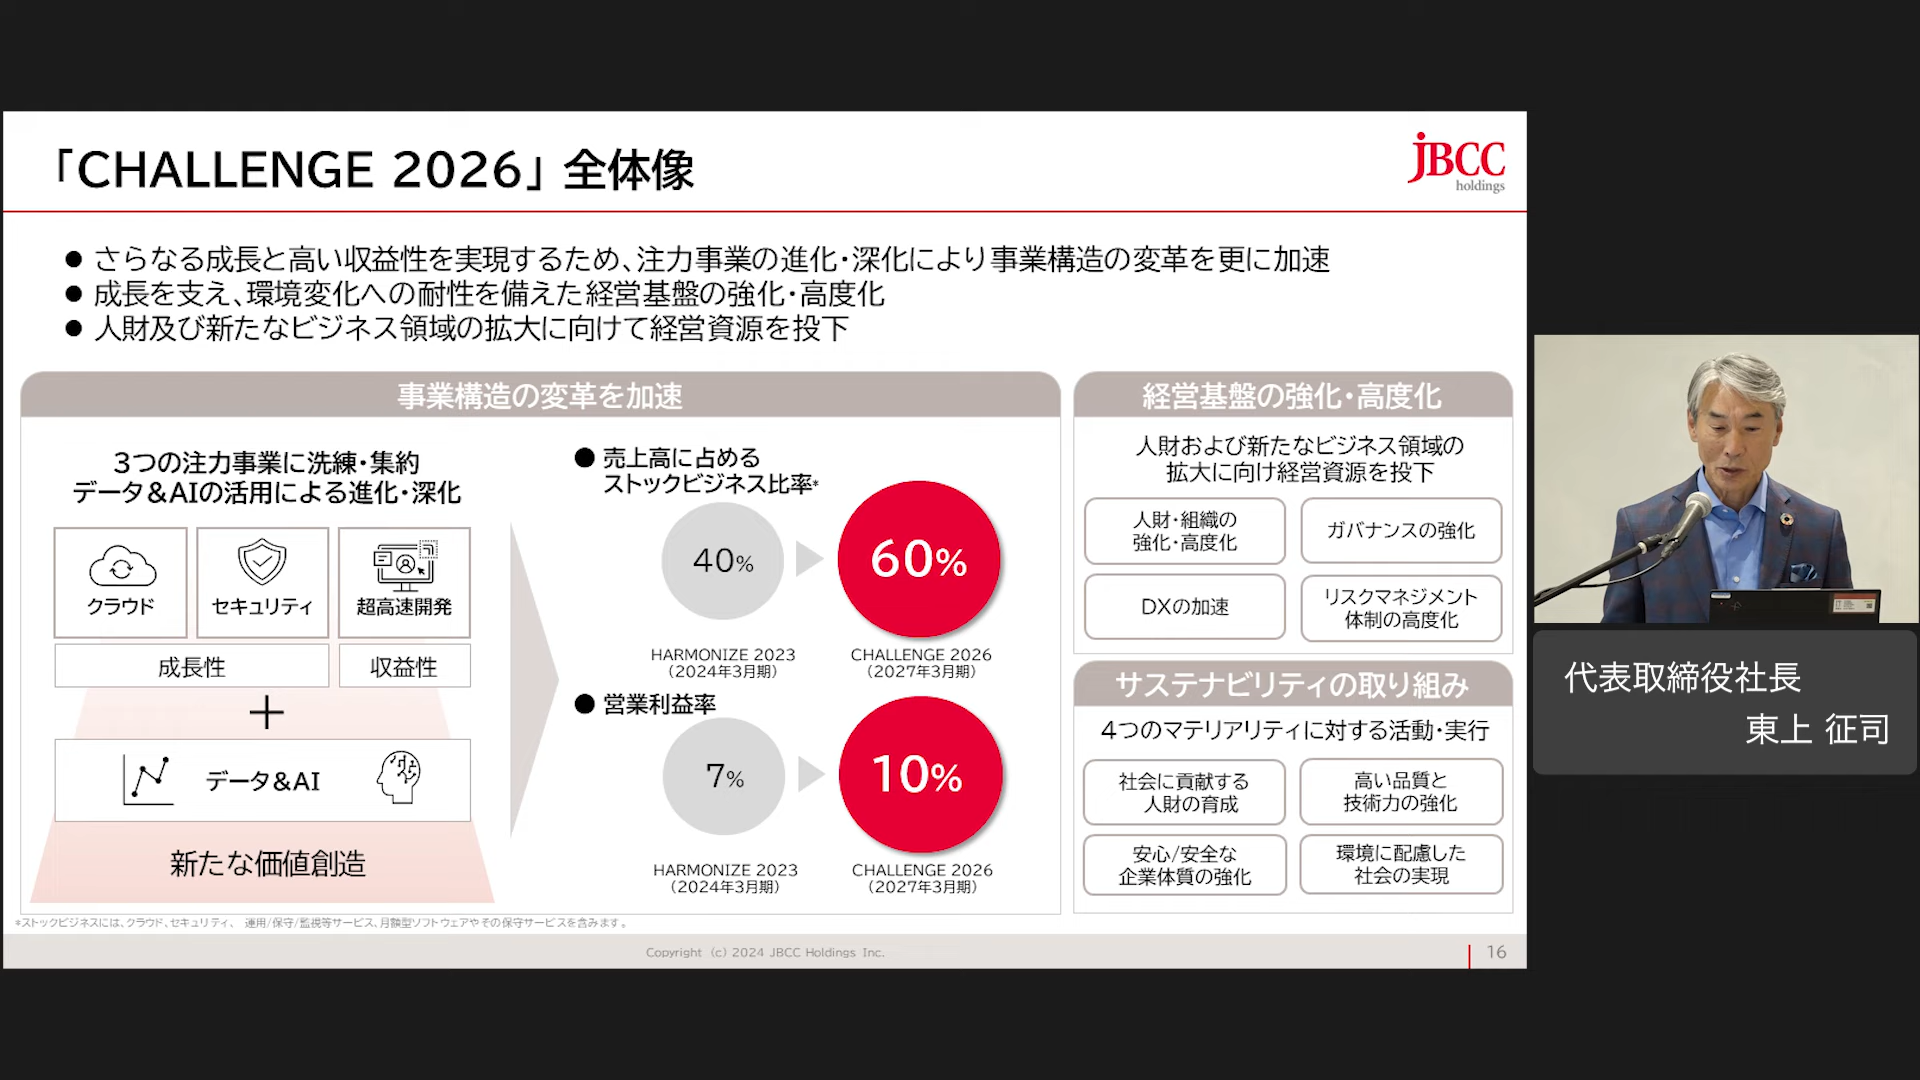 「CHALLENGE 2026」 全体像
JBCC
holdings
● さらなる成長と高い収益性を実現するため、注力事業の進化・深化により事業構造の変革を更に加速
● 成長を支え、環境変化への耐性を備えた経営基盤の強化・高度化
● 人財及び新たなビジネス領域の拡大に向けて経営資源を投下
事業構造の変革を加速
3つの注力事業に洗練・集約
データ&AIの活用による進化・深化
クラウド
セキュリティ
超高速開発
成長性
収益性
+
データ&AI
新たな価値創造
● 売上高に占める
ストックビジネス比率*
40%
60%
HARMONIZE 2023
(2024年3月期)
CHALLENGE 2026
(2027年3月期)
● 営業利益率
7%
10%
HARMONIZE 2023
(2024年3月期)
CHALLENGE 2026
(2027年3月期)
経営基盤の強化・高度化
人財および新たなビジネス領域の
拡大に向け経営資源を投下
人財・組織の
強化・高度化
ガバナンスの強化
DXの加速
リスクマネジメント
体制の高度化
サステナビリティの取り組み
4つのマテリアリティに対する活動・実行
社会に貢献する
人財の育成
高い品質と
技術力の強化
安心/安全な
企業体質の強化
環境に配慮した
社会の実現
*ストックビジネスには、クラウド、セキュリティ、 運用/保守/監視等サービス、月額型ソフトウェアやその保守サービスを含みます。
Copyright (c) 2024 JBCC Holdings Inc.
16
代表取締役社長
東上 征司